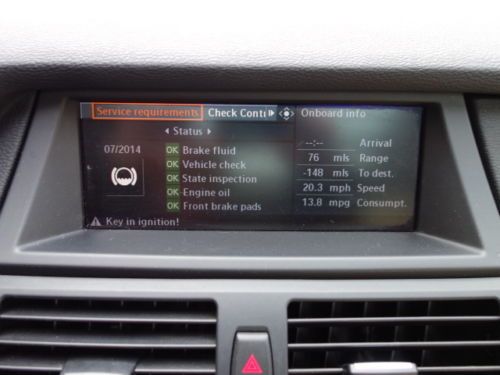 Service requirements Check Contr
Status
07/2014
OK Brake fluid
OK Vehicle check
OK State inspection
OK Engine oil
OK Front brake pads
Key in ignition!
Onboard info
--:-- Arrival
76 mls Range
-148 mls To dest.
20.3 mph Speed
13.8 mpg Consumpt.